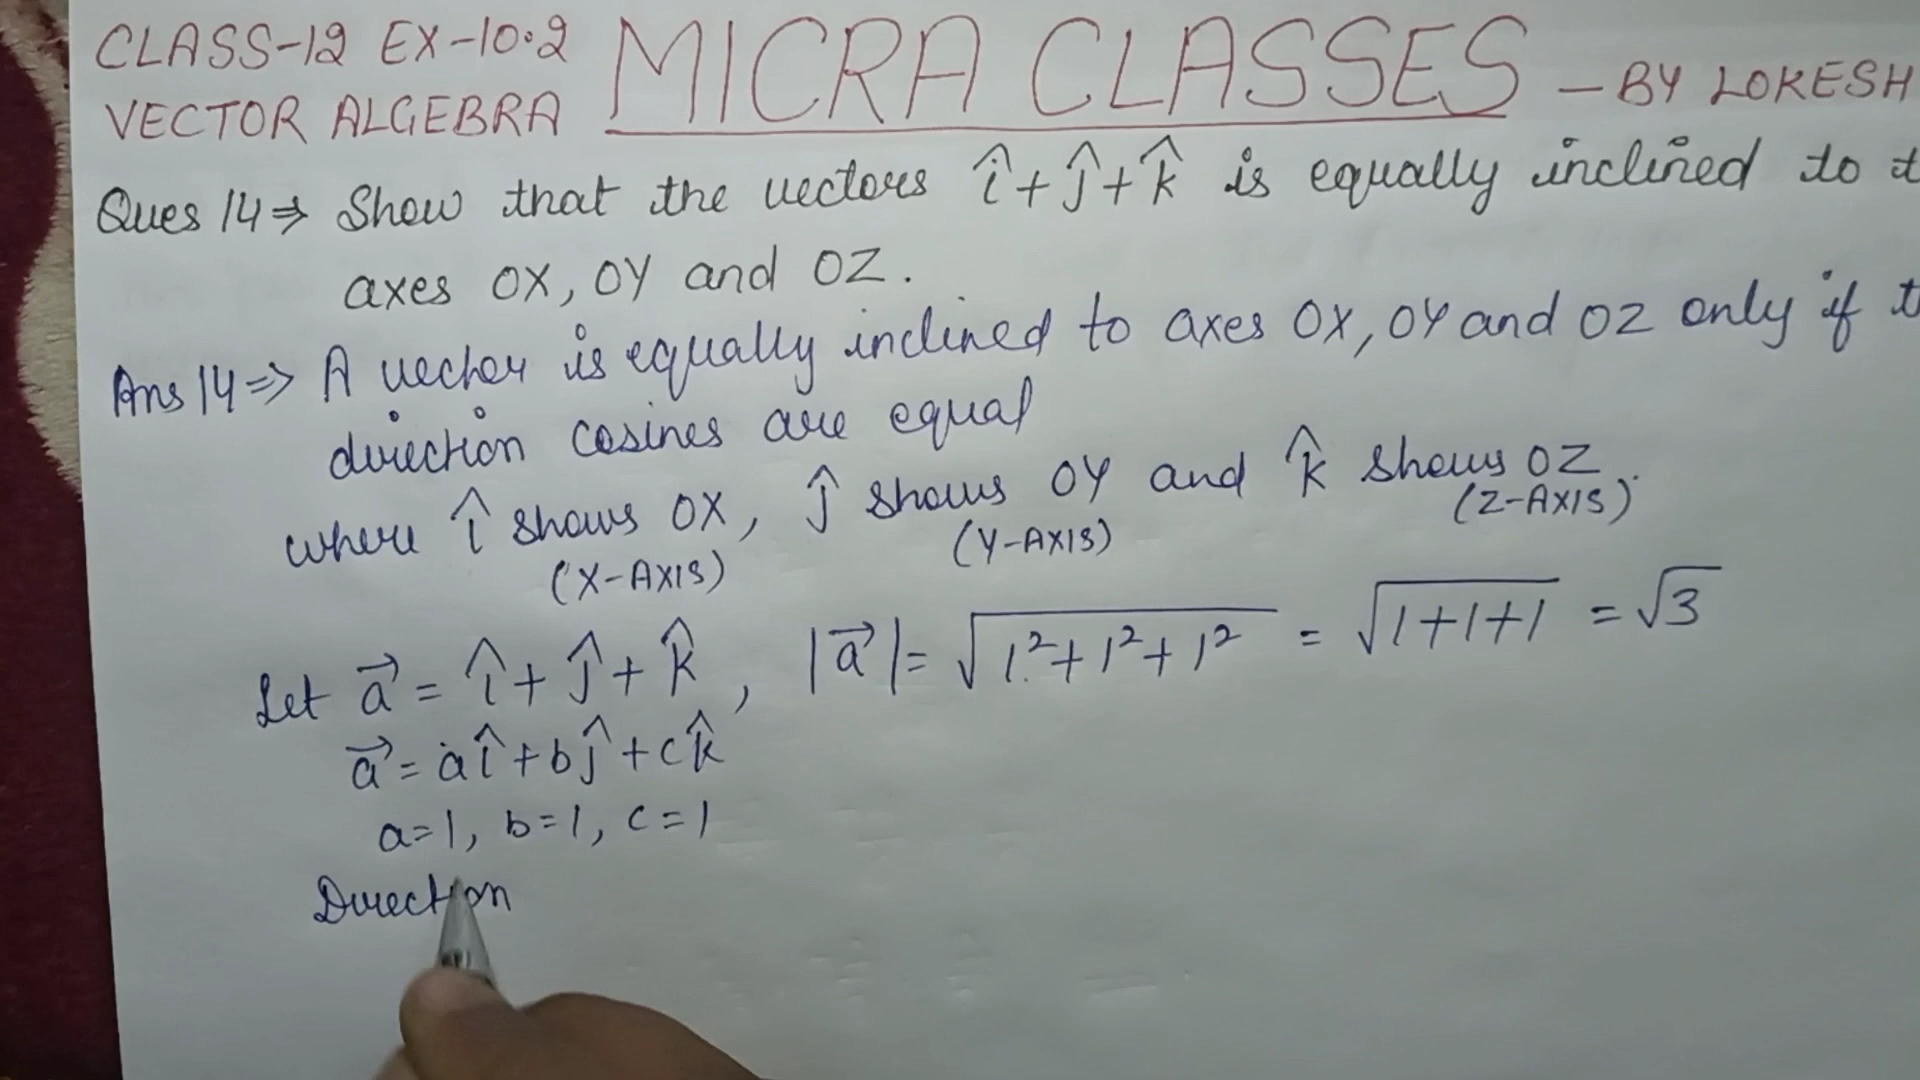 CLASS-12 EX-10.2 MICRA CLASSES - BY LOKESH
VECTOR ALGEBRA
Ques 14⇒ Show that the vectors î+ĵ+k̂ is equally inclined to
axes OX, OY and OZ.
Ans 14⇒ A vector is equally inclined to axes OX, OY and OZ only if
direction cosines are equal
where î shows OX, ĵ shows OY and k̂ shows OZ
(X-AXIS) (Y-AXIS) (Z-AXIS).
Let a⃗ = î+ĵ+k̂, |a⃗|= √(1²+1²+1²) = √(1+1+1) = √3
a⃗ = aî+bĵ+ck̂
a=1, b=1, c=1
Direction